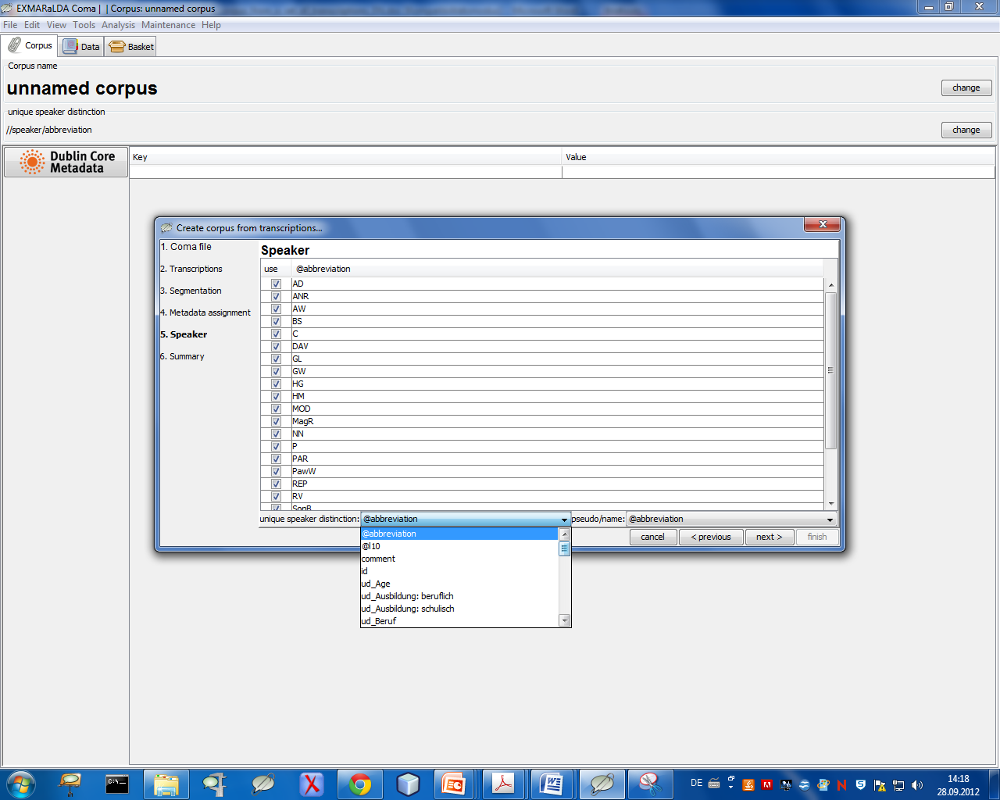 EXMARaLDA Coma | | Corpus: unnamed corpus
File Edit View Tools Analysis Maintenance Help
Corpus Data Basket
Corpus name
unnamed corpus change
unique speaker distinction
//speaker/abbreviation change
Dublin Core
Metadata
Key Value
Create corpus from transcriptions...
1. Coma file
2. Transcriptions
3. Segmentation
4. Metadata assignment
5. Speaker
6. Summary
Speaker
use @abbreviation
AD
ANR
AW
BS
C
DAV
GL
GW
HG
HM
MOD
MagR
NN
P
PAR
PawW
REP
RV
SopB
unique speaker distinction: @abbreviation pseudo/name: @abbreviation
@abbreviation
@l10
comment
id
ud_Age
ud_Ausbildung: beruflich
ud_Ausbildung: schulisch
ud_Beruf
cancel < previous next > finish
C:\.
DE
14:18
28.09.2012